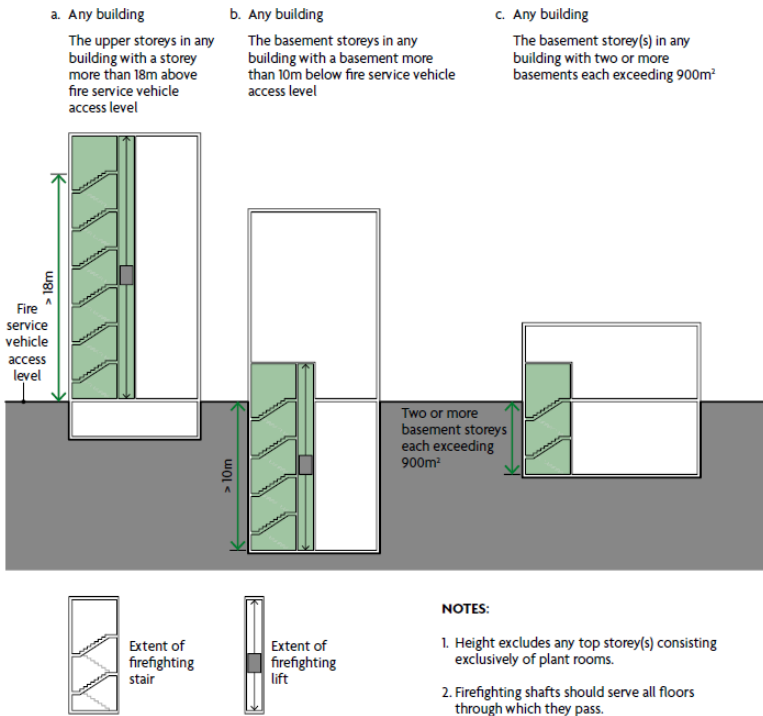 a. Any building
The upper storeys in any
building with a storey
more than 18m above
fire service vehicle
access level
b. Any building
The basement storeys in any
building with a basement more
than 10m below fire service vehicle
access level
c. Any building
The basement storey(s) in any
building with two or more
basements each exceeding 900m²
> 18m
Fire
service
vehicle
access
level
> 10m
Two or more
basement storeys
each exceeding
900m²
Extent of
firefighting
stair
Extent of
firefighting
lift
NOTES:
1. Height excludes any top storey(s) consisting
exclusively of plant rooms.
2. Firefighting shafts should serve all floors
through which they pass.